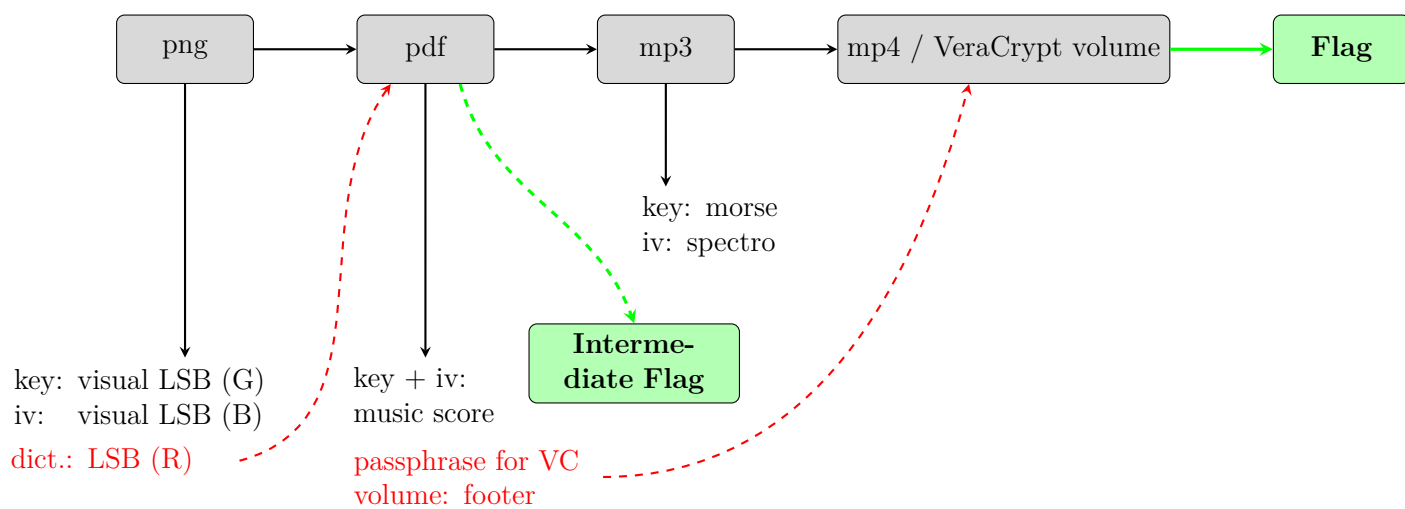 png
pdf
mp3
mp4 / VeraCrypt volume
Flag
key: morse
iv: spectro
Interme-
diate Flag
key: visual LSB (G)
iv: visual LSB (B)
dict.: LSB (R)
key + iv:
music score
passphrase for VC
volume: footer